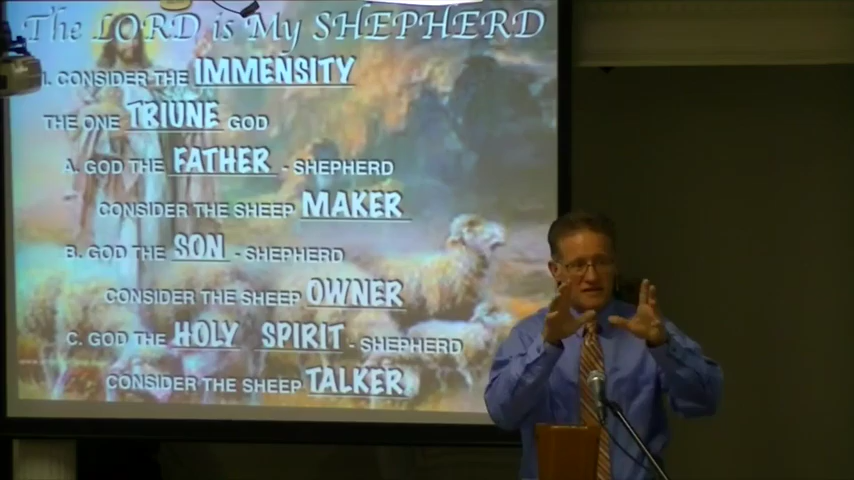 The LORD is My SHEPHERD
I. CONSIDER THE IMMENSITY
THE ONE TRIUNE GOD
A. GOD THE FATHER - SHEPHERD
CONSIDER THE SHEEP MAKER
B. GOD THE SON - SHEPHERD
CONSIDER THE SHEEP OWNER
C. GOD THE HOLY SPIRIT - SHEPHERD
CONSIDER THE SHEEP TALKER